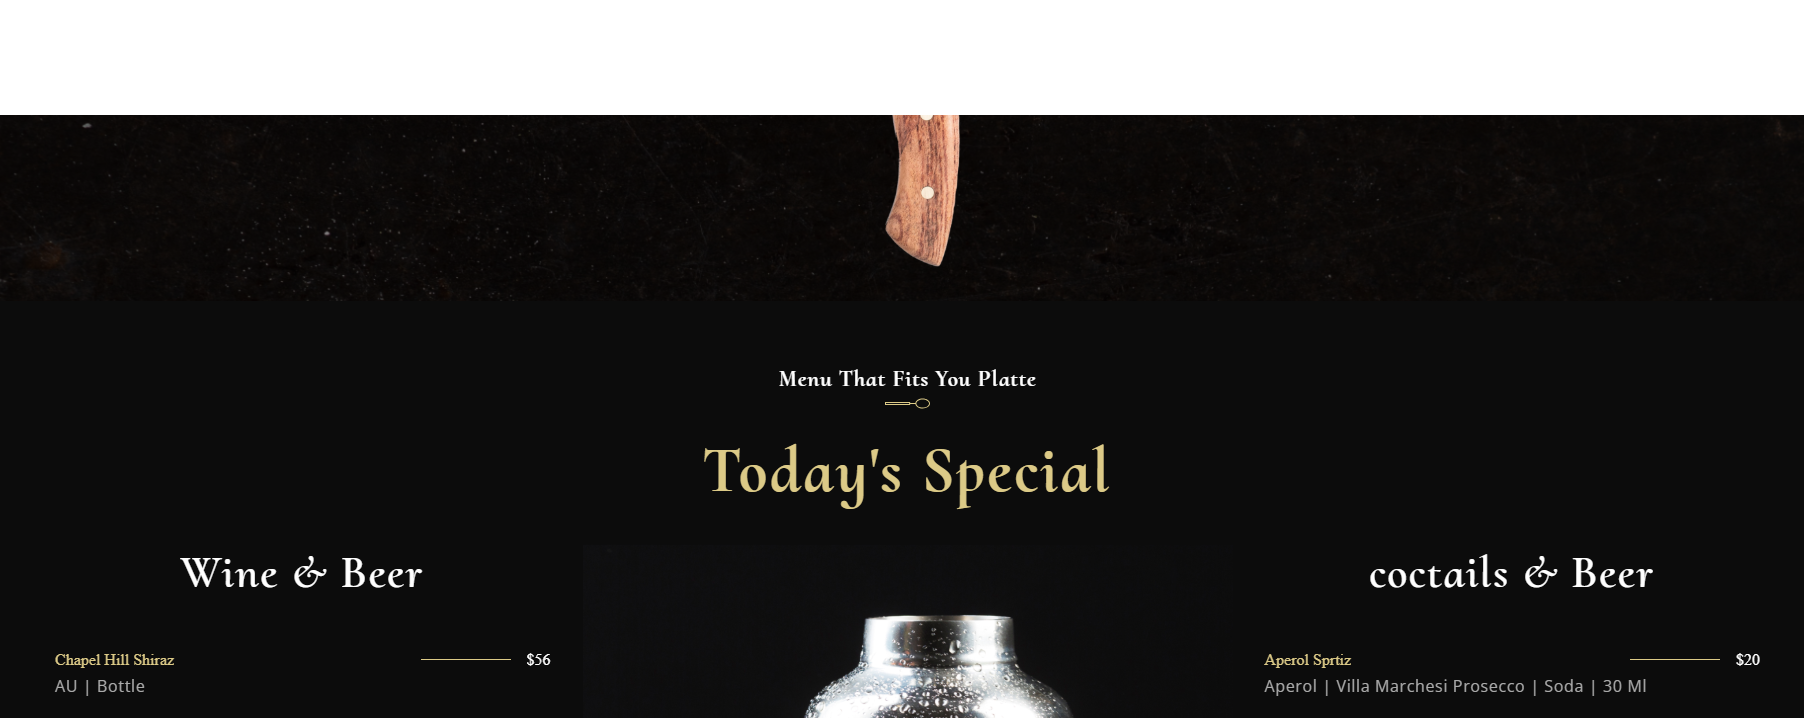 Menu That Fits You Platte
Today's Special
Wine & Beer
Chapel Hill Shiraz $56
AU | Bottle
coctails & Beer
Aperol Sprtiz $20
Aperol | Villa Marchesi Prosecco | Soda | 30 Ml